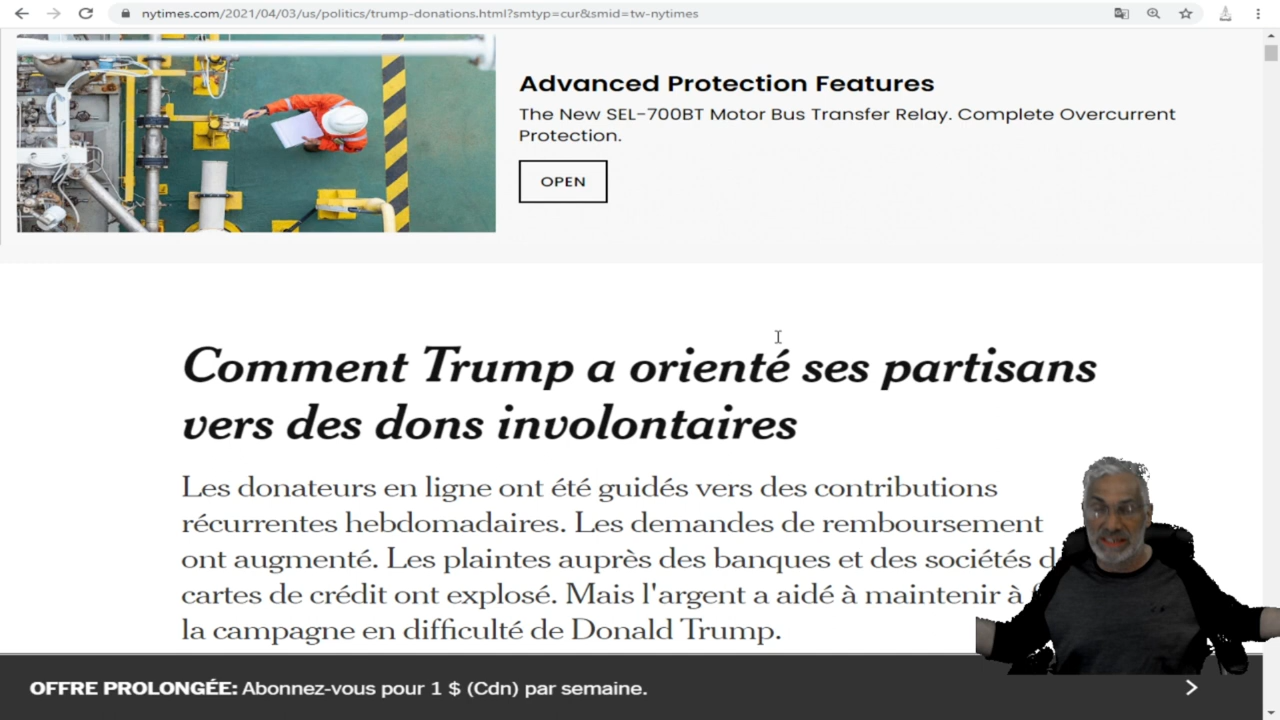 nytimes.com/2021/04/03/us/politics/trump-donations.html?smtyp=cur&smid=tw-nytimes
Advanced Protection Features
The New SEL-700BT Motor Bus Transfer Relay. Complete Overcurrent
Protection.
OPEN
Comment Trump a orienté ses partisans
vers des dons involontaires
Les donateurs en ligne ont été guidés vers des contributions
récurrentes hebdomadaires. Les demandes de remboursement
ont augmenté. Les plaintes auprès des banques et des sociétés
cartes de crédit ont explosé. Mais l'argent a aidé à maintenir à
la campagne en difficulté de Donald Trump.
OFFRE PROLONGÉE: Abonnez-vous pour 1 $ (Cdn) par semaine.